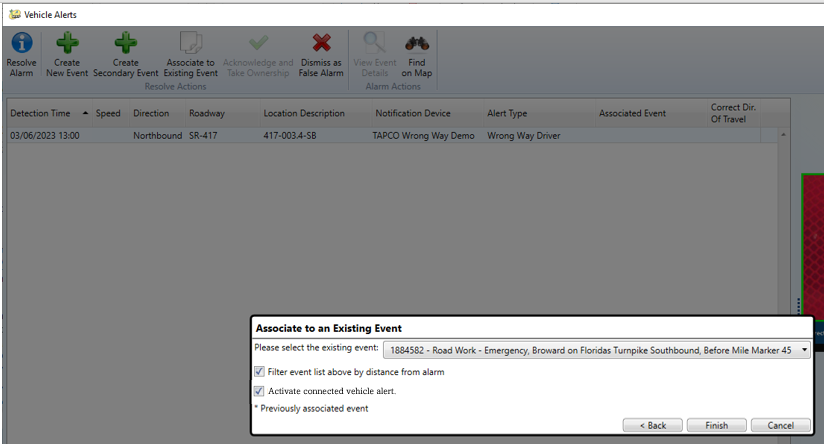 Vehicle Alerts
Resolve Alarm
Create New Event
Create Secondary Event
Associate to Existing Event
Acknowledge and Take Ownership
Dismiss as False Alarm
View Event Details
Find on Map
Resolve Actions
Alarm Actions
Detection Time Speed Direction Roadway Location Description Notification Device Alert Type Associated Event Correct Dir. Of Travel
03/06/2023 13:00 Northbound SR-417 417-003.4-SB TAPCO Wrong Way Demo Wrong Way Driver
Associate to an Existing Event
Please select the existing event: 1884582 - Road Work - Emergency, Broward on Floridas Turnpike Southbound, Before Mile Marker 45
Filter event list above by distance from alarm
Activate connected vehicle alert.
* Previously associated event
< Back Finish Cancel